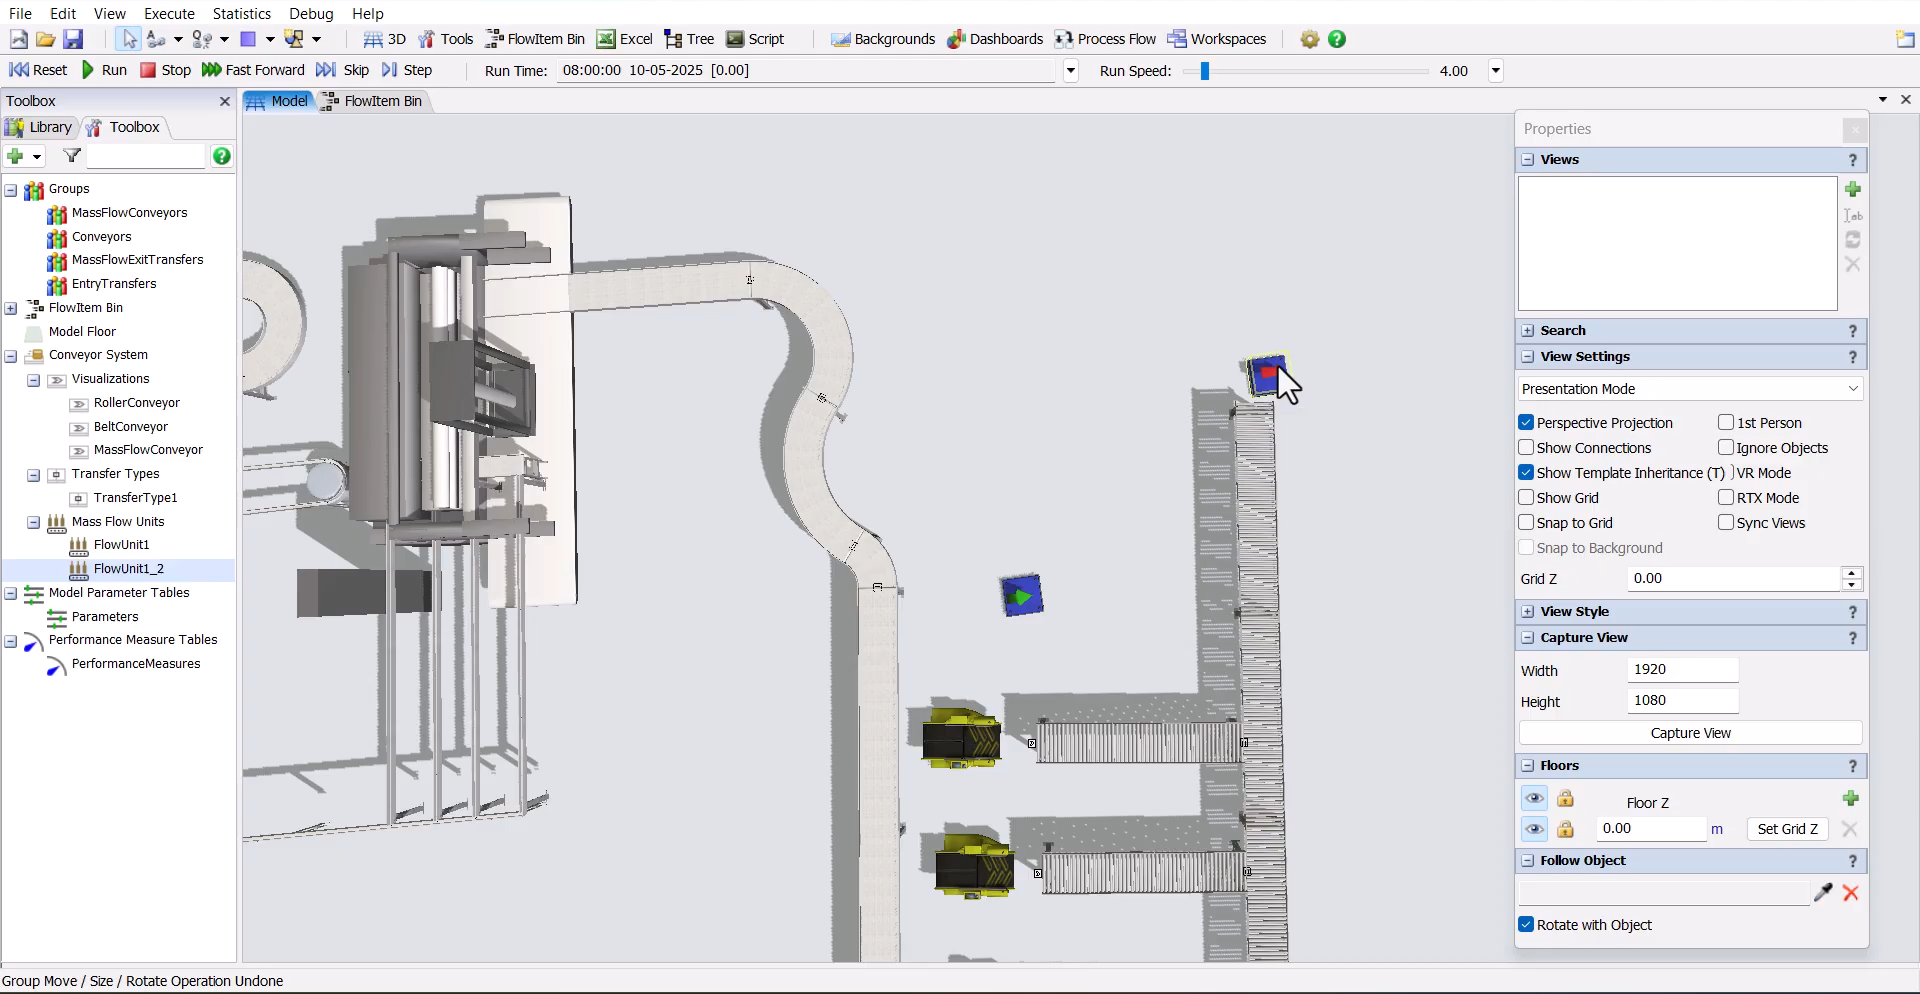 File Edit View Execute Statistics Debug Help
3D Tools FlowItem Bin Excel Tree Script Backgrounds Dashboards Process Flow Workspaces
Reset Run Stop Fast Forward Skip Step Run Time: 08:00:00 10-05-2025 [0.00] Run Speed: 4.00
Toolbox
Model FlowItem Bin
Library Toolbox
Groups
MassFlowConveyors
Conveyors
MassFlowExitTransfers
EntryTransfers
FlowItem Bin
Model Floor
Conveyor System
Visualizations
RollerConveyor
BeltConveyor
MassFlowConveyor
Transfer Types
TransferType1
Mass Flow Units
FlowUnit1
FlowUnit1_2
Model Parameter Tables
Parameters
Performance Measure Tables
PerformanceMeasures
Properties
Views ?
Search ?
View Settings ?
Presentation Mode
Perspective Projection 1st Person
Show Connections Ignore Objects
Show Template Inheritance (T) VR Mode
Show Grid RTX Mode
Snap to Grid Sync Views
Snap to Background
Grid Z 0.00
View Style ?
Capture View ?
Width 1920
Height 1080
Capture View
Floors ?
Floor Z
0.00 m Set Grid Z
Follow Object ?
Rotate with Object
Group Move / Size / Rotate Operation Undone